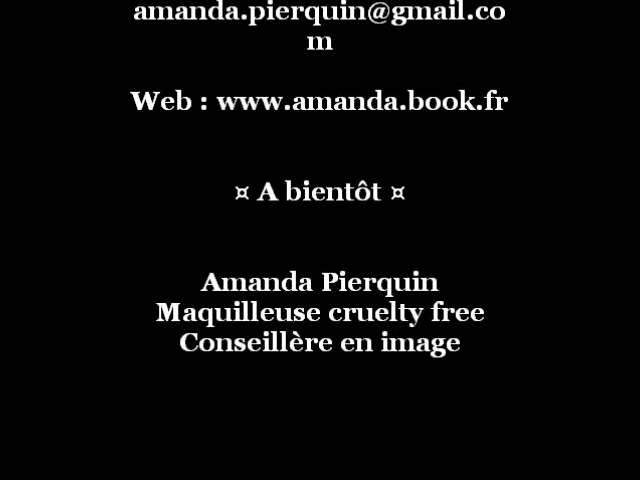 amanda.pierquin@gmail.co
m
Web : www.amanda.book.fr
¤ A bientôt ¤
Amanda Pierquin
Maquilleuse cruelty free
Conseillère en image